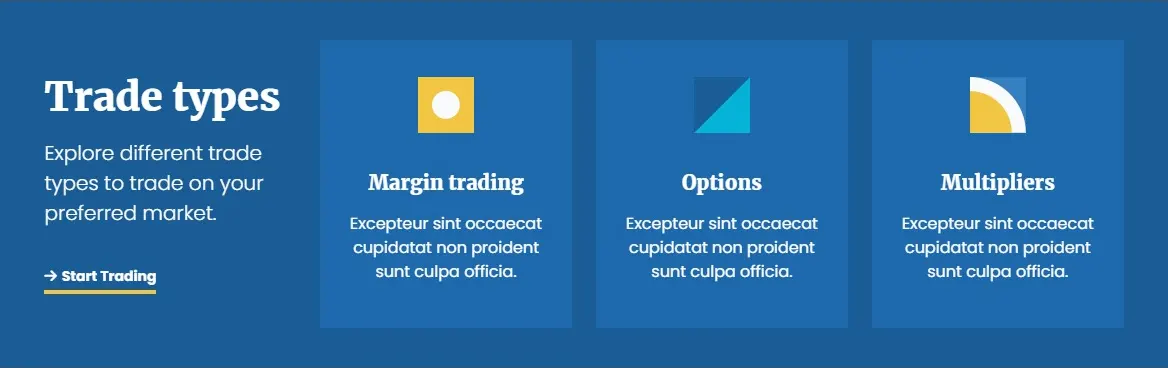 Trade types
Explore different trade
types to trade on your
preferred market.
→ Start Trading
Margin trading
Excepteur sint occaecat
cupidatat non proident
sunt culpa officia.
Options
Excepteur sint occaecat
cupidatat non proident
sunt culpa officia.
Multipliers
Excepteur sint occaecat
cupidatat non proident
sunt culpa officia.